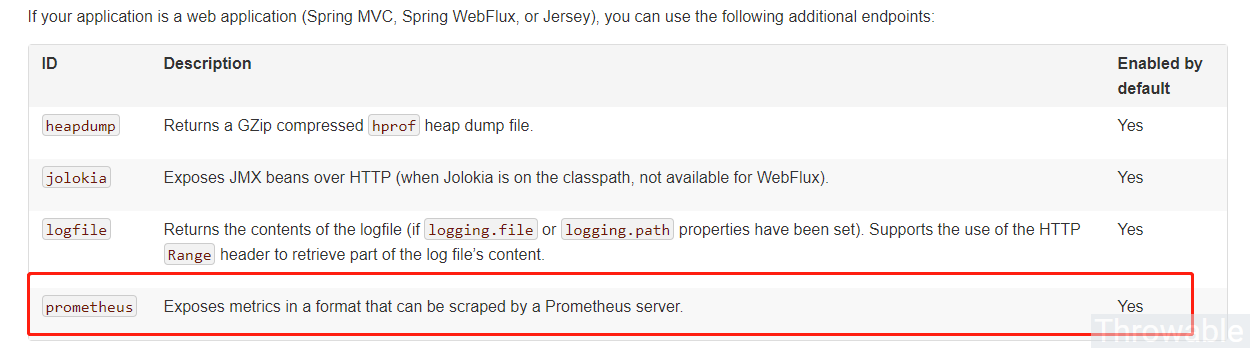 If your application is a web application (Spring MVC, Spring WebFlux, or Jersey), you can use the following additional endpoints:
ID Description Enabled by
default
heapdump Returns a GZip compressed hprof heap dump file. Yes
jolokia Exposes JMX beans over HTTP (when Jolokia is on the classpath, not available for WebFlux). Yes
logfile Returns the contents of the logfile (if logging.file or logging.path properties have been set). Supports the use of the HTTP Yes
Range header to retrieve part of the log file’s content.
prometheus Exposes metrics in a format that can be scraped by a Prometheus server. Yes
Throwable